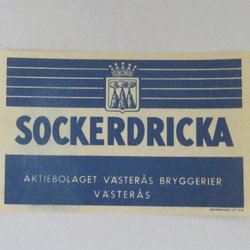 SOCKERDRICKA
AKTIEBOLAGET VÄSTERÅS BRYGGERIER
VÄSTERÅS